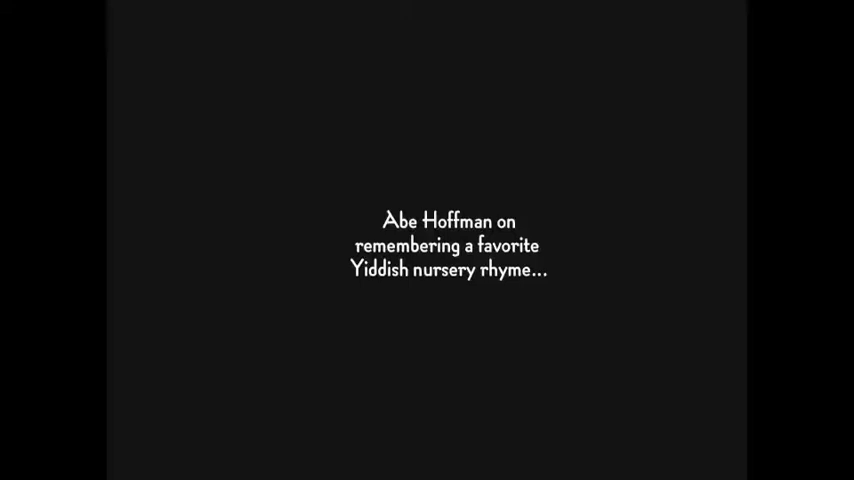 Abe Hoffman on
remembering a favorite
Yiddish nursery rhyme...